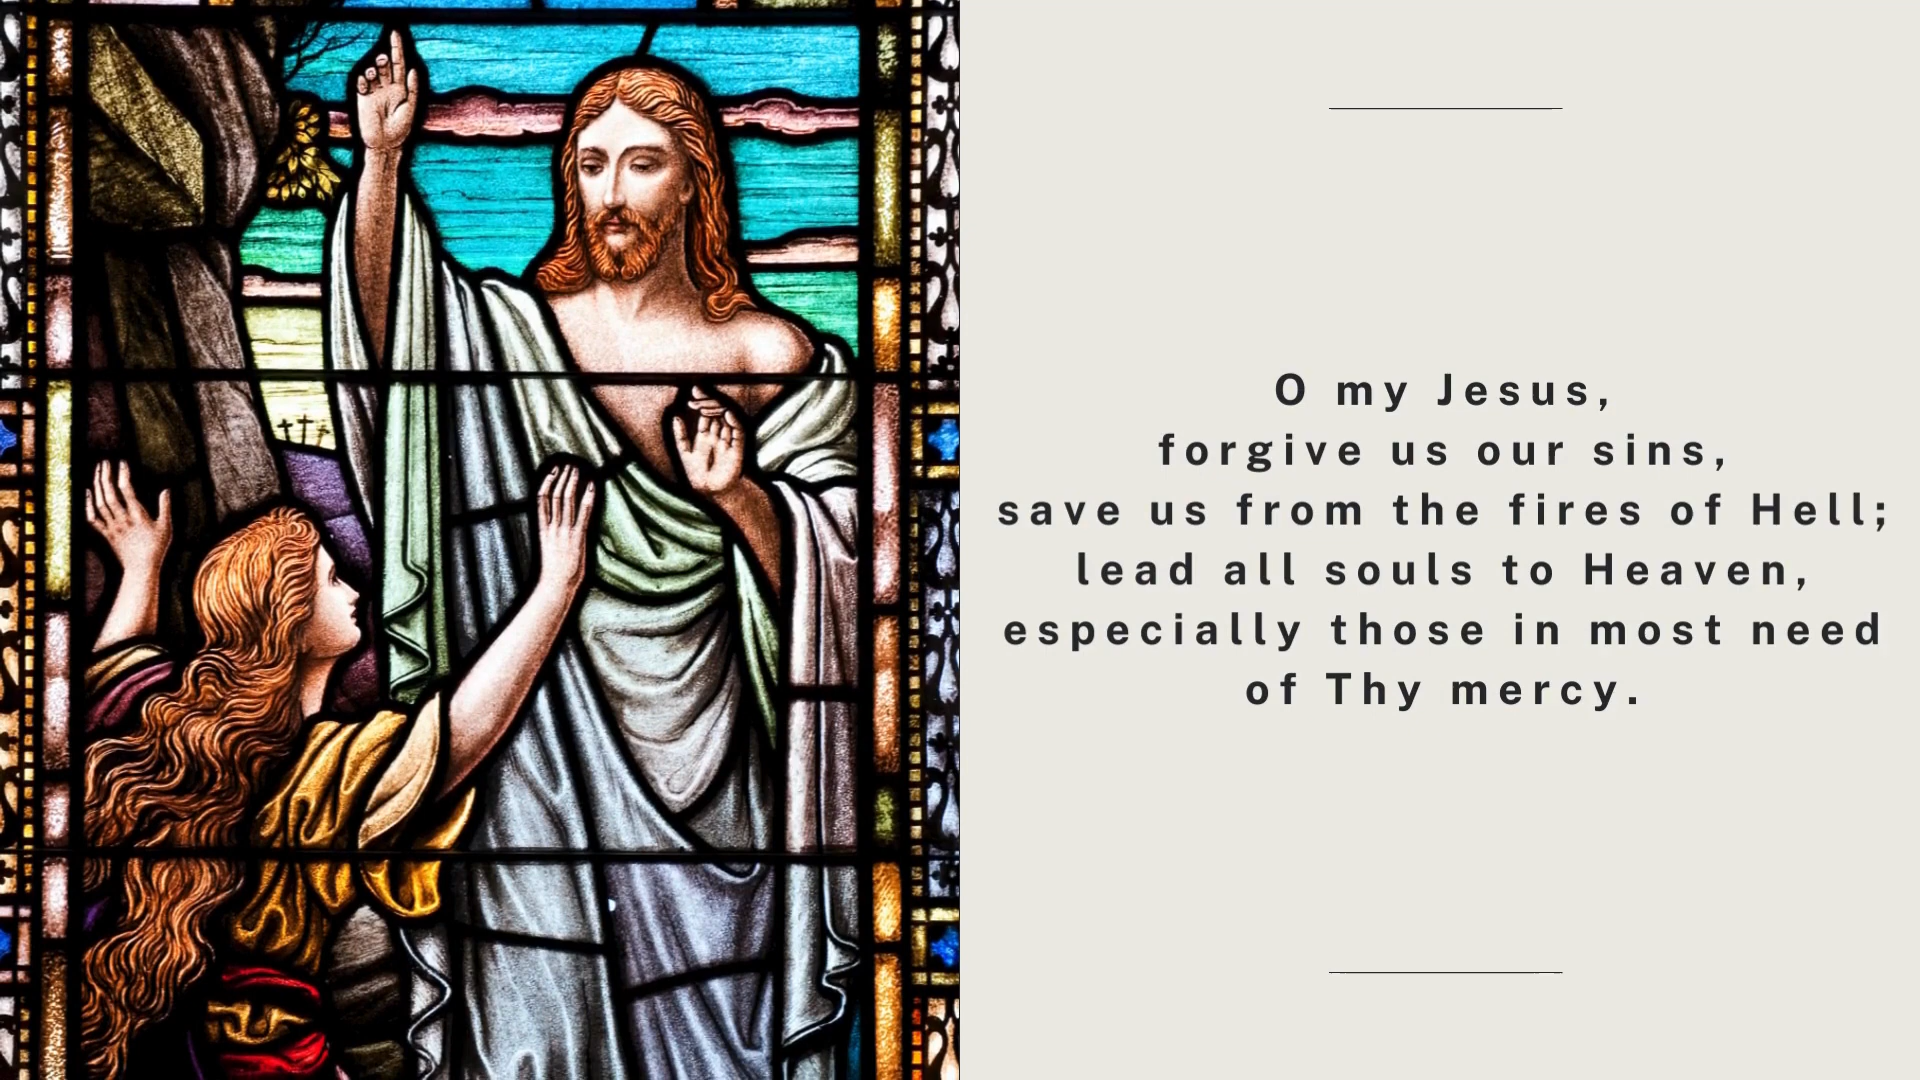 O my Jesus,
forgive us our sins,
save us from the fires of Hell;
lead all souls to Heaven,
especially those in most need
of Thy mercy.